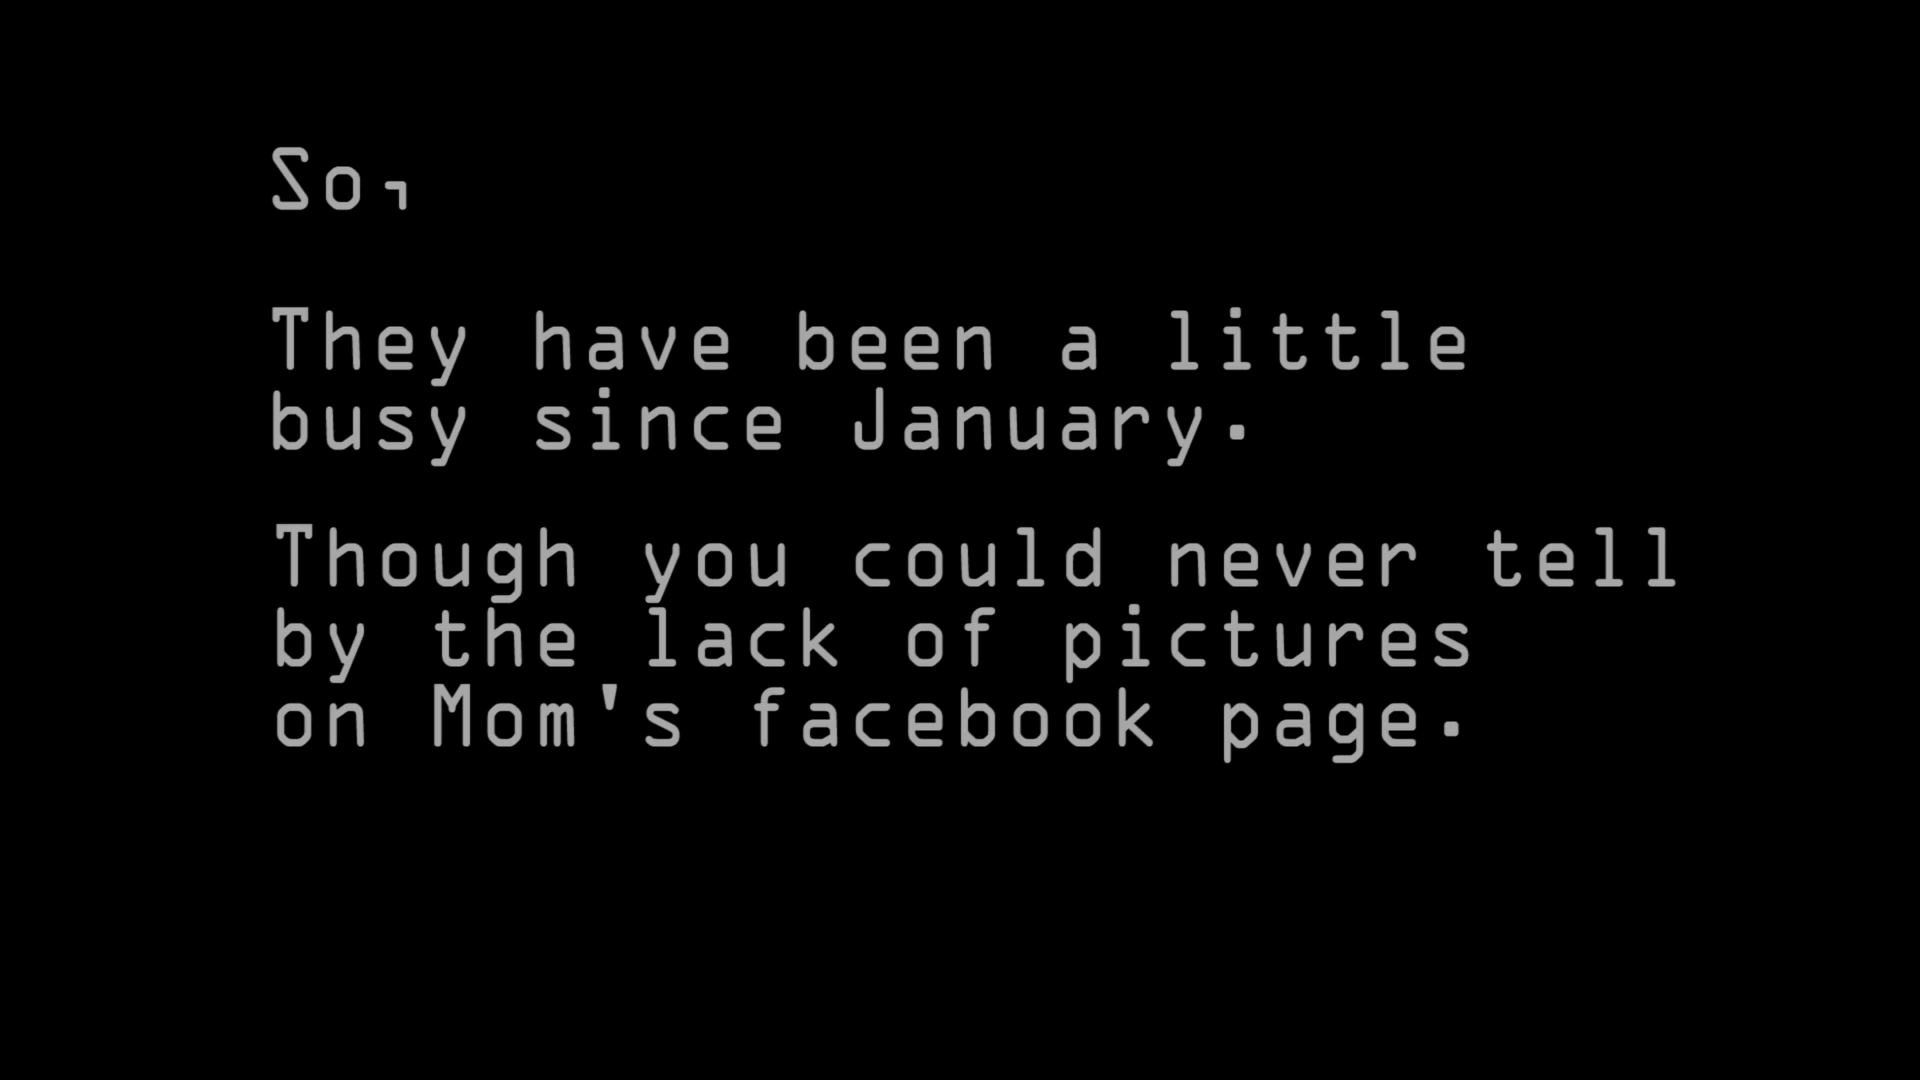 So,
They have been a little
busy since January.
Though you could never tell
by the lack of pictures
on Mom's facebook page.